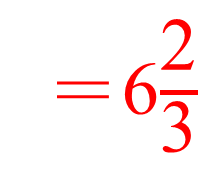 = 6 2/3